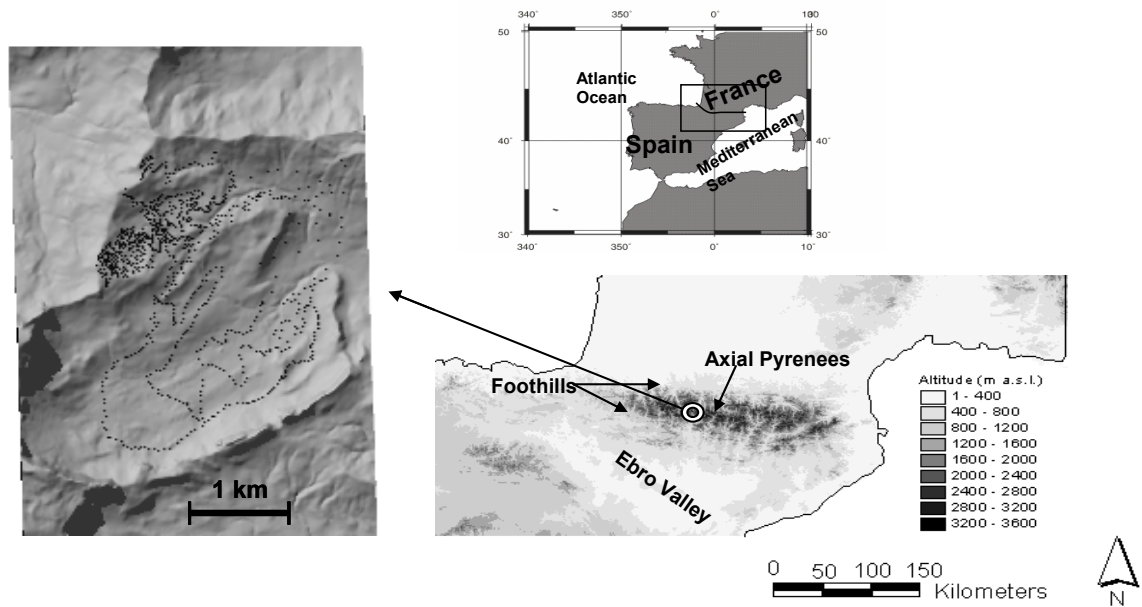 1 km
340˚
350˚
0˚
10
50
50
Atlantic
Ocean
France
Spain
Mediterranean
Sea
40˚
40˚
30˚
30˚
340˚
350˚
0˚
10˚
Axial Pyrenees
Foothills
Ebro Valley
Altitude (m a.s.l.)
1 - 400
400 - 800
800 - 1200
1200 - 1600
1600 - 2000
2000 - 2400
2400 - 2800
2800 - 3200
3200 - 3600
0 50 100 150
Kilometers
N